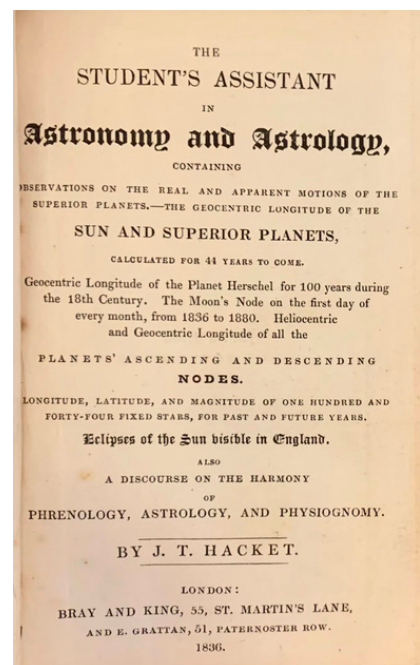 THE
STUDENT'S ASSISTANT
IN
Astronomy and Astrology,
CONTAINING
OBSERVATIONS ON THE REAL AND APPARENT MOTIONS OF THE
SUPERIOR PLANETS.—THE GEOCENTRIC LONGITUDE OF THE
SUN AND SUPERIOR PLANETS,
CALCULATED FOR 44 YEARS TO COME.
Geocentric Longitude of the Planet Herschel for 100 years during
the 18th Century. The Moon's Node on the first day of
every month, from 1836 to 1880. Heliocentric
and Geocentric Longitude of all the
PLANETS' ASCENDING AND DESCENDING
NODES.
LONGITUDE, LATITUDE, AND MAGNITUDE OF ONE HUNDRED AND
FORTY-FOUR FIXED STARS, FOR PAST AND FUTURE YEARS.
Eclipses of the Sun visible in England.
ALSO
A DISCOURSE ON THE HARMONY
OF
PHRENOLOGY, ASTROLOGY, AND PHYSIOGNOMY.
BY J. T. HACKET.
LONDON:
BRAY AND KING, 55, ST. MARTIN'S LANE,
AND E. GRATTAN, 51, PATERNOSTER ROW.
1836.